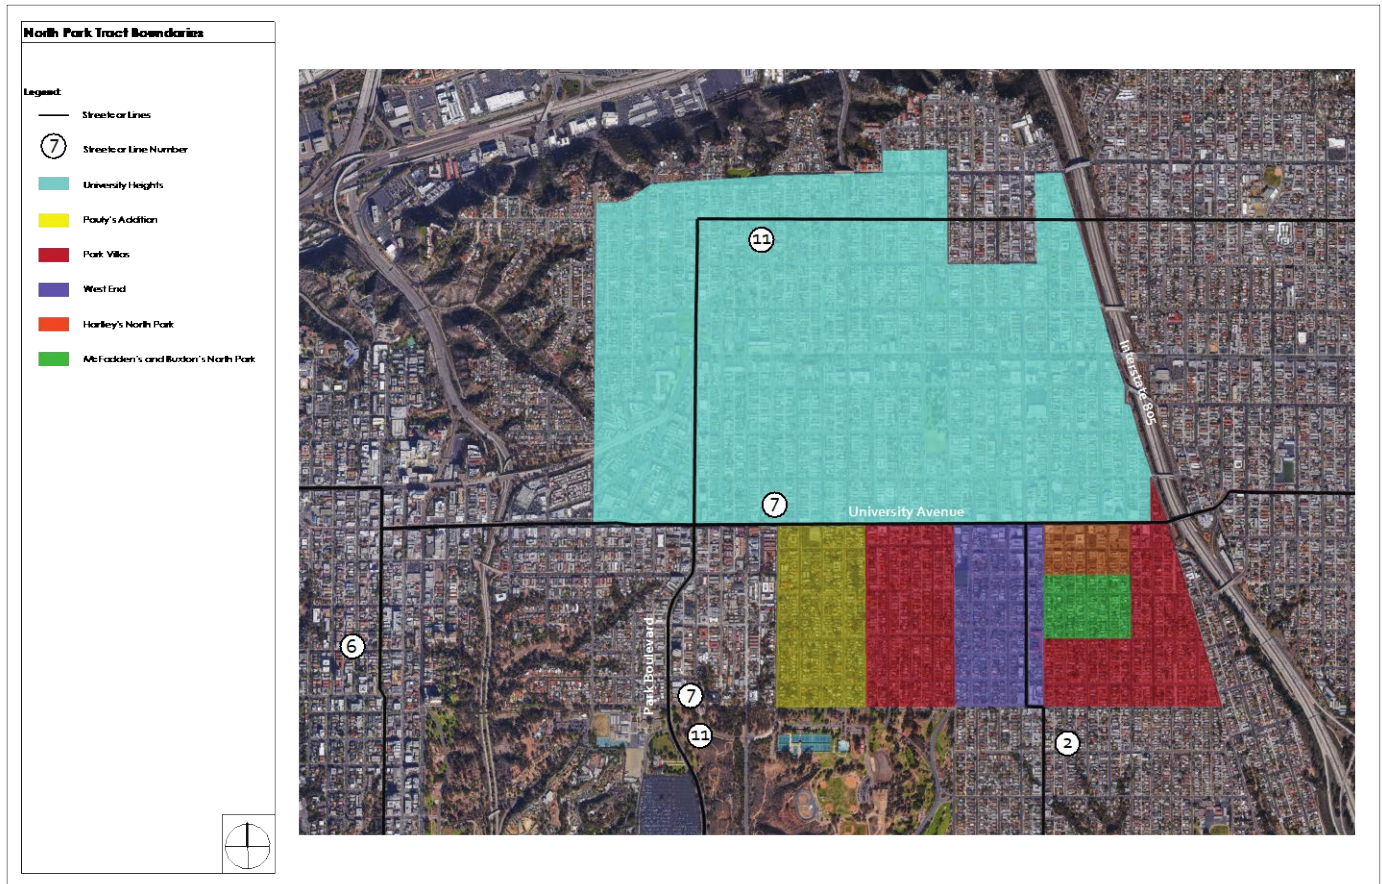 North Park Tract Boundaries
Legend:
Streetcar Lines
7
Streetcar Line Number
University Heights
Pauly's Addition
Park Villas
West End
Hartley's North Park
McFadden's and Buxton's North Park
11
Interstate 805
7
University Avenue
6
Park Boulevard
7
11
2